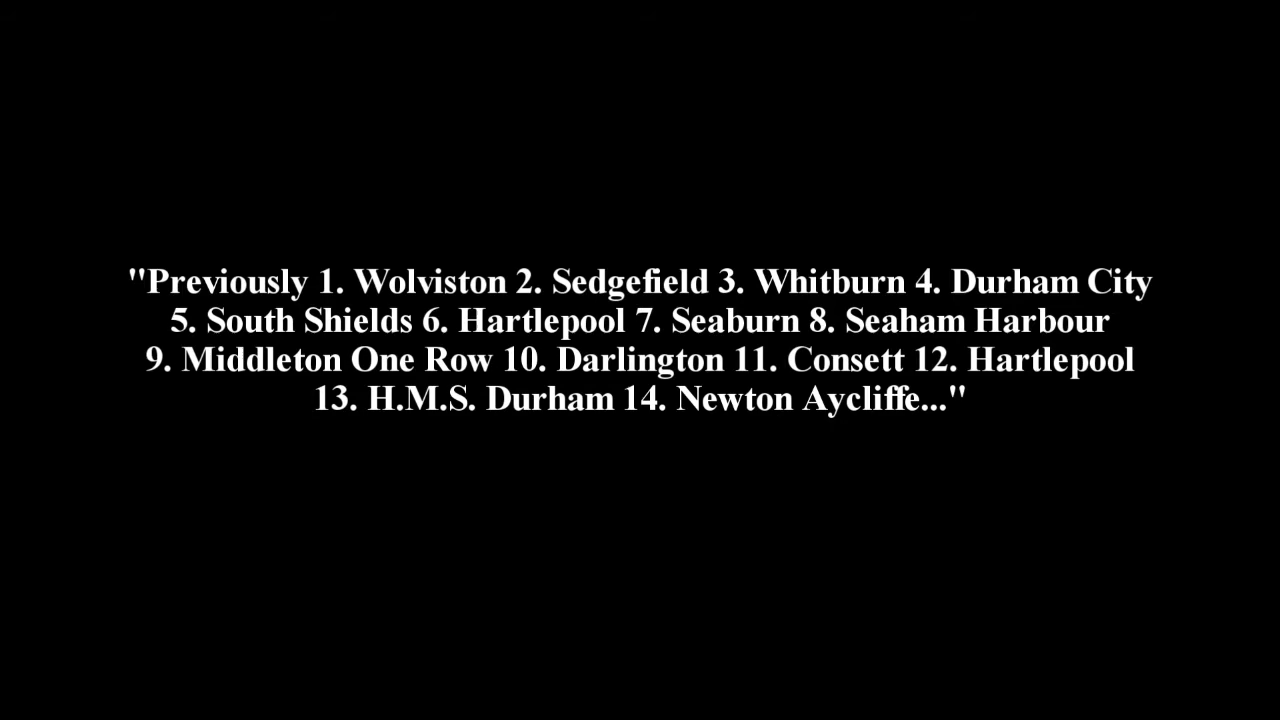 "Previously 1. Wolviston 2. Sedgefield 3. Whitburn 4. Durham City
5. South Shields 6. Hartlepool 7. Seaburn 8. Seaham Harbour
9. Middleton One Row 10. Darlington 11. Consett 12. Hartlepool
13. H.M.S. Durham 14. Newton Aycliffe..."